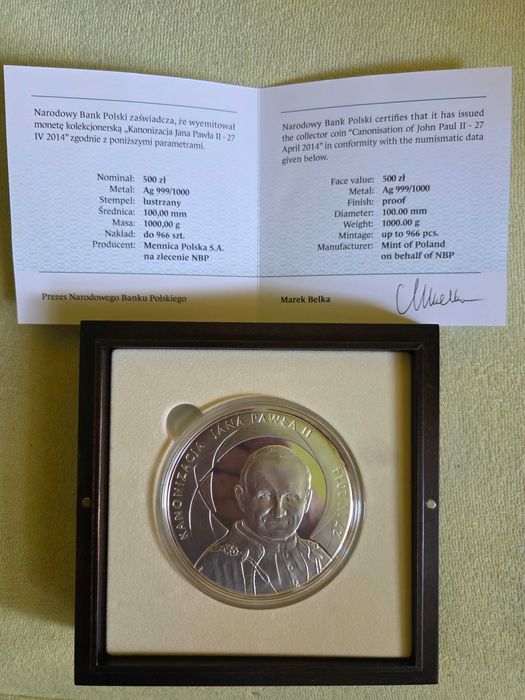 Narodowy Bank Polski zaświadcza, że wyemitował
monetę kolekcjonerską „Kanonizacja Jana Pawła II - 27
IV 2014” zgodnie z poniższymi parametrami.
Nominał: 500 zł
Metal: Ag 999/1000
Stempel: lustrzany
Średnica: 100,00 mm
Masa: 1000,00 g
Nakład: do 966 szt.
Producent: Mennica Polska S.A.
na zlecenie NBP
Prezes Narodowego Banku Polskiego
Narodowy Bank Polski certifies that it has issued
the collector coin “Canonisation of John Paul II - 27
April 2014” in conformity with the numismatic data
given below.
Face value: 500 zł
Metal: Ag 999/1000
Finish: proof
Diameter: 100.00 mm
Weight: 1000.00 g
Mintage: up to 966 pcs.
Manufacturer: Mint of Poland
on behalf of NBP
Marek Belka
KANONIZACJA JANA PAWŁA II